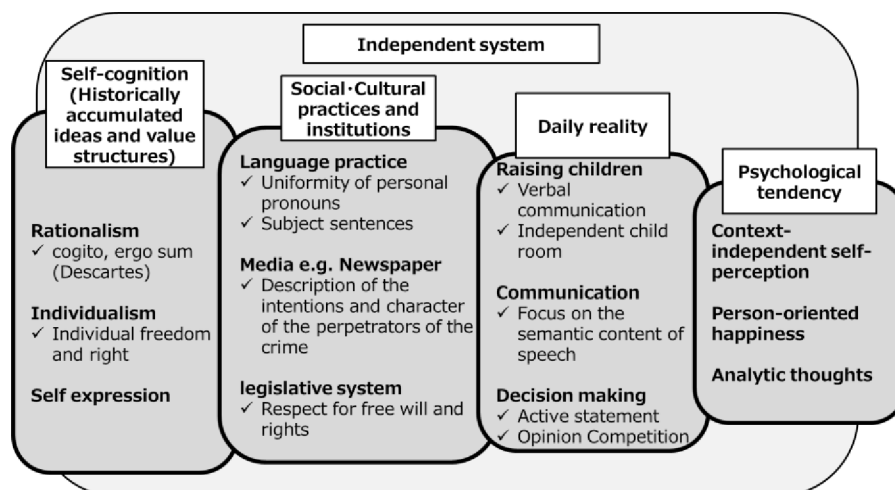 Independent system
Self-cognition
(Historically
accumulated
ideas and value
structures)
Rationalism
✓ cogito, ergo sum
(Descartes)
Individualism
✓ Individual freedom
and right
Self expression
Social·Cultural
practices and
institutions
Language practice
✓ Uniformity of personal
pronouns
✓ Subject sentences
Media e.g. Newspaper
✓ Description of the
intentions and character
of the perpetrators of the
crime
legislative system
✓ Respect for free will and
rights
Daily reality
Raising children
✓ Verbal
communication
✓ Independent child
room
Communication
✓ Focus on the
semantic content of
speech
Decision making
✓ Active statement
✓ Opinion Competition
Psychological
tendency
Context-
independent self-
perception
Person-oriented
happiness
Analytic thoughts